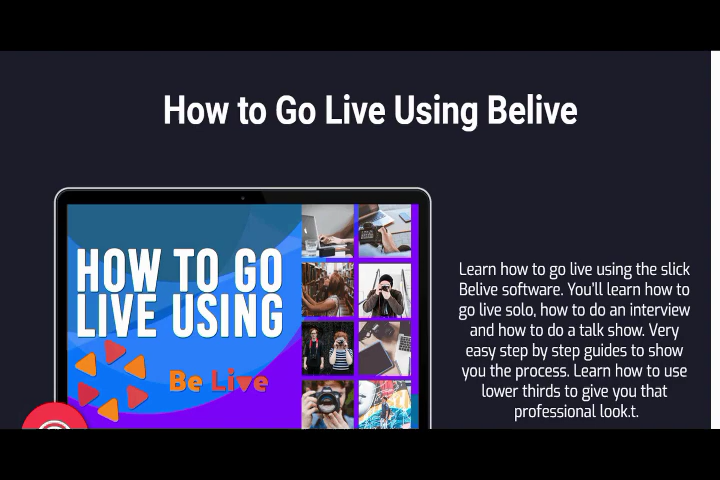 How to Go Live Using Belive
HOW TO GO
LIVE USING
Be Live
Learn how to go live using the slick
Belive software. You'll learn how to
go live solo, how to do an interview
and how to do a talk show. Very
easy step by step guides to show
you the process. Learn how to use
lower thirds to give you that
professional look.t.